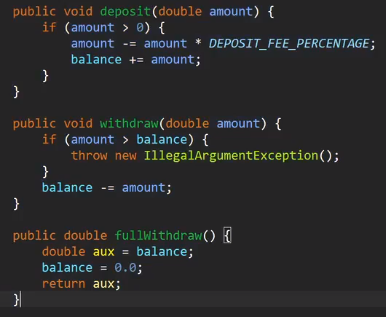 public void deposit(double amount) {
    if (amount > 0) {
        amount -= amount * DEPOSIT_FEE_PERCENTAGE;
        balance += amount;
    }
}

public void withdraw(double amount) {
    if (amount > balance) {
        throw new IllegalArgumentException();
    }
    balance -= amount;
}

public double fullWithdraw() {
    double aux = balance;
    balance = 0.0;
    return aux;
}